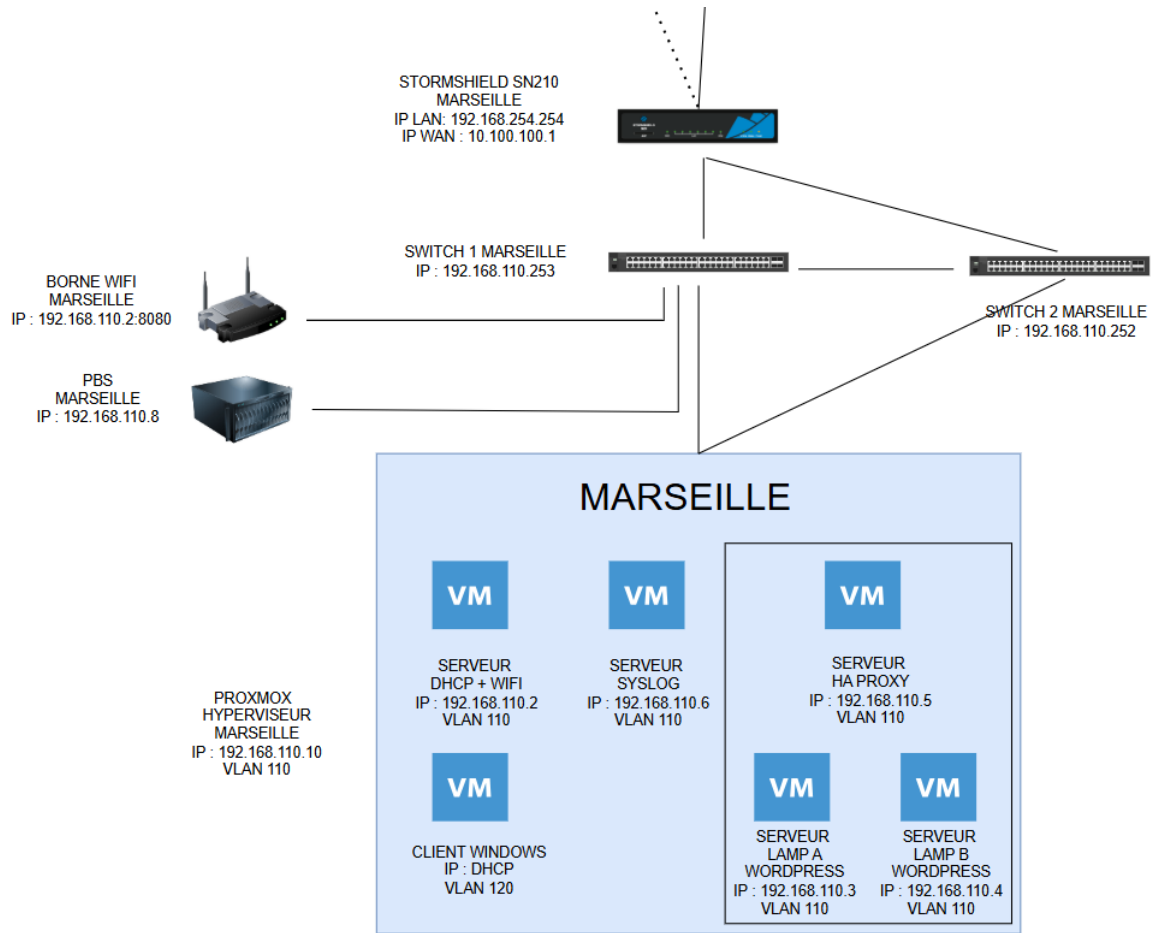 STORMSHIELD SN210
MARSEILLE
IP LAN: 192.168.254.254
IP WAN : 10.100.100.1
SWITCH 1 MARSEILLE
IP : 192.168.110.253
SWITCH 2 MARSEILLE
IP : 192.168.110.252
BORNE WIFI
MARSEILLE
IP : 192.168.110.2:8080
PBS
MARSEILLE
IP : 192.168.110.8
MARSEILLE
VM
SERVEUR
DHCP + WIFI
IP : 192.168.110.2
VLAN 110
VM
SERVEUR
SYSLOG
IP : 192.168.110.6
VLAN 110
VM
SERVEUR
HA PROXY
IP : 192.168.110.5
VLAN 110
PROXMOX
HYPERVISEUR
MARSEILLE
IP : 192.168.110.10
VLAN 110
VM
CLIENT WINDOWS
IP : DHCP
VLAN 120
VM
SERVEUR
LAMP A
WORDPRESS
IP : 192.168.110.3
VLAN 110
VM
SERVEUR
LAMP B
WORDPRESS
IP : 192.168.110.4
VLAN 110